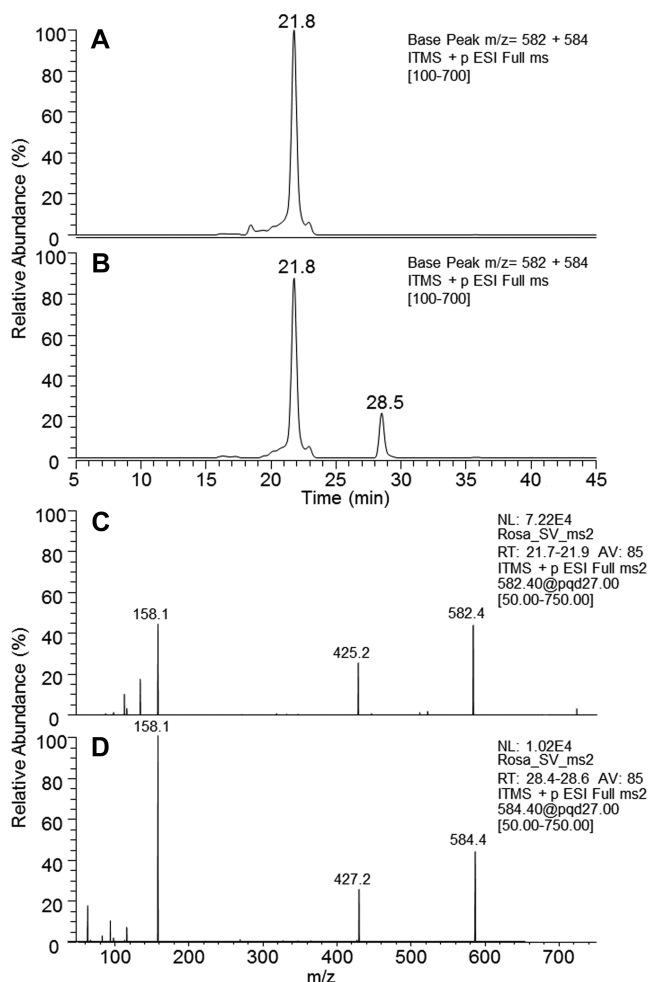 A
21.8
Base Peak m/z= 582 + 584
ITMS + p ESI Full ms
[100-700]
100
80
60
40
20
0
Relative Abundance (%)
B
21.8
28.5
Base Peak m/z= 582 + 584
ITMS + p ESI Full ms
[100-700]
100
80
60
40
20
0
5 10 15 20 25 30 35 40 45
Time (min)
C
158.1
425.2
582.4
NL: 7.22E4
Rosa_SV_ms2
RT: 21.7-21.9 AV: 85
ITMS + p ESI Full ms2
582.40@pqd27.00
[50.00-750.00]
100
80
60
40
20
0
Relative Abundance (%)
D
158.1
427.2
584.4
NL: 1.02E4
Rosa_SV_ms2
RT: 28.4-28.6 AV: 85
ITMS + p ESI Full ms2
584.40@pqd27.00
[50.00-750.00]
100
80
60
40
20
0
100 200 300 400 500 600 700
m/z